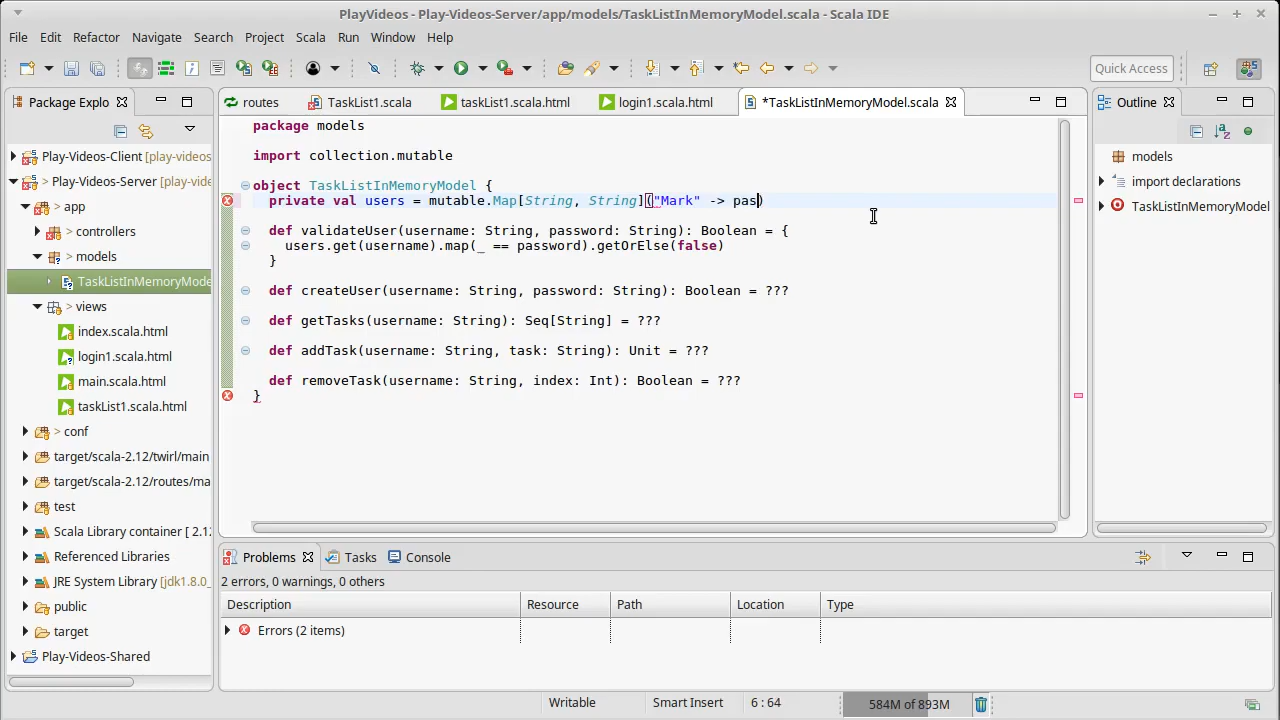 PlayVideos - Play-Videos-Server/app/models/TaskListInMemoryModel.scala - Scala IDE
File Edit Refactor Navigate Search Project Scala Run Window Help
Quick Access
Package Explo
routes
TaskList1.scala
taskList1.scala.html
login1.scala.html
*TaskListInMemoryModel.scala
Outline
Play-Videos-Client [play-videos
Play-Videos-Server [play-vide
> app
> controllers
> models
TaskListInMemoryMode
> views
index.scala.html
login1.scala.html
main.scala.html
taskList1.scala.html
> conf
target/scala-2.12/twirl/main
target/scala-2.12/routes/ma
test
Scala Library container [ 2.12
Referenced Libraries
JRE System Library [jdk1.8.0_
public
target
Play-Videos-Shared
package models
import collection.mutable
object TaskListInMemoryModel {
private val users = mutable.Map[String, String]("Mark" -> pas)
def validateUser(username: String, password: String): Boolean = {
users.get(username).map(_ == password).getOrElse(false)
}
def createUser(username: String, password: String): Boolean = ???
def getTasks(username: String): Seq[String] = ???
def addTask(username: String, task: String): Unit = ???
def removeTask(username: String, index: Int): Boolean = ???
}
models
import declarations
TaskListInMemoryModel
Problems
Tasks
Console
2 errors, 0 warnings, 0 others
Description Resource Path Location Type
Errors (2 items)
Writable Smart Insert 6 : 64 584M of 893M